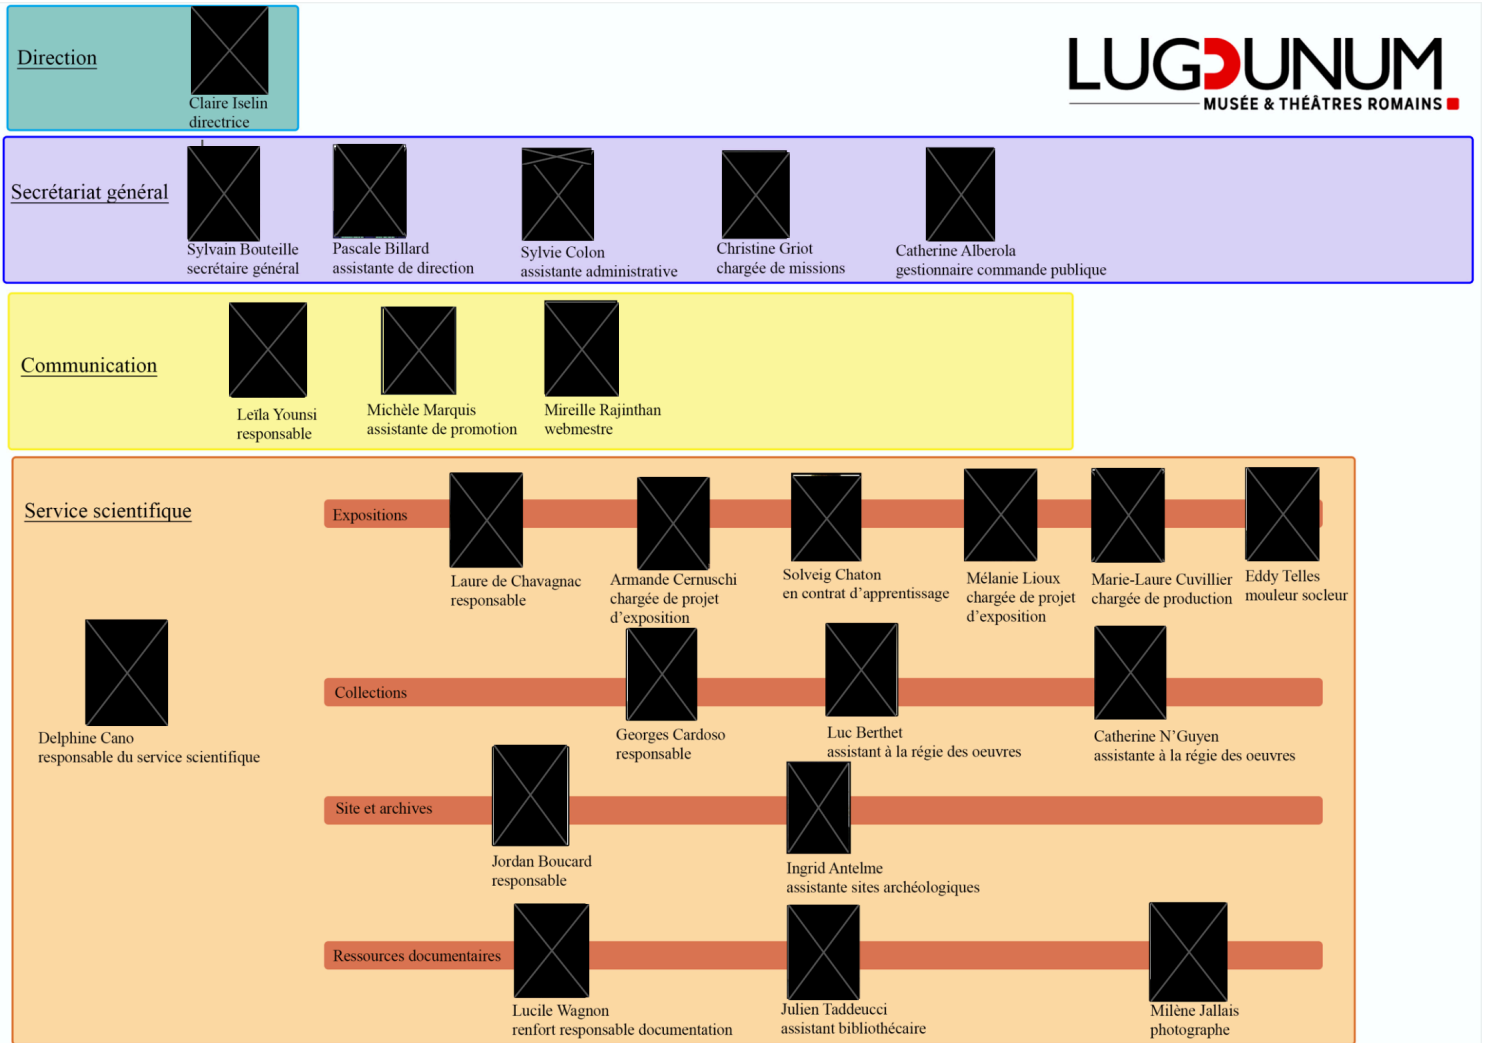 Direction
Claire Iselin
directrice
LUGDUNUM
MUSÉE & THÉÂTRES ROMAINS
Secrétariat général
Sylvain Bouteille
secrétaire général
Pascale Billard
assistante de direction
Sylvie Colon
assistante administrative
Christine Griot
chargée de missions
Catherine Alberola
gestionnaire commande publique
Communication
Leïla Younsi
responsable
Michèle Marquis
assistante de promotion
Mireille Rajinthan
webmestre
Service scientifique
Delphine Cano
responsable du service scientifique
Expositions
Laure de Chavagnac
responsable
Armande Cernuschi
chargée de projet
d'exposition
Solveig Chaton
en contrat d'apprentissage
Mélanie Lioux
chargée de projet
d'exposition
Marie-Laure Cuvillier
chargée de production
Eddy Telles
mouleur socleur
Collections
Georges Cardoso
responsable
Luc Berthet
assistant à la régie des oeuvres
Catherine N'Guyen
assistante à la régie des oeuvres
Site et archives
Jordan Boucard
responsable
Ingrid Antelme
assistante sites archéologiques
Ressources documentaires
Lucile Wagnon
renfort responsable documentation
Julien Taddeucci
assistant bibliothécaire
Milène Jallais
photographe